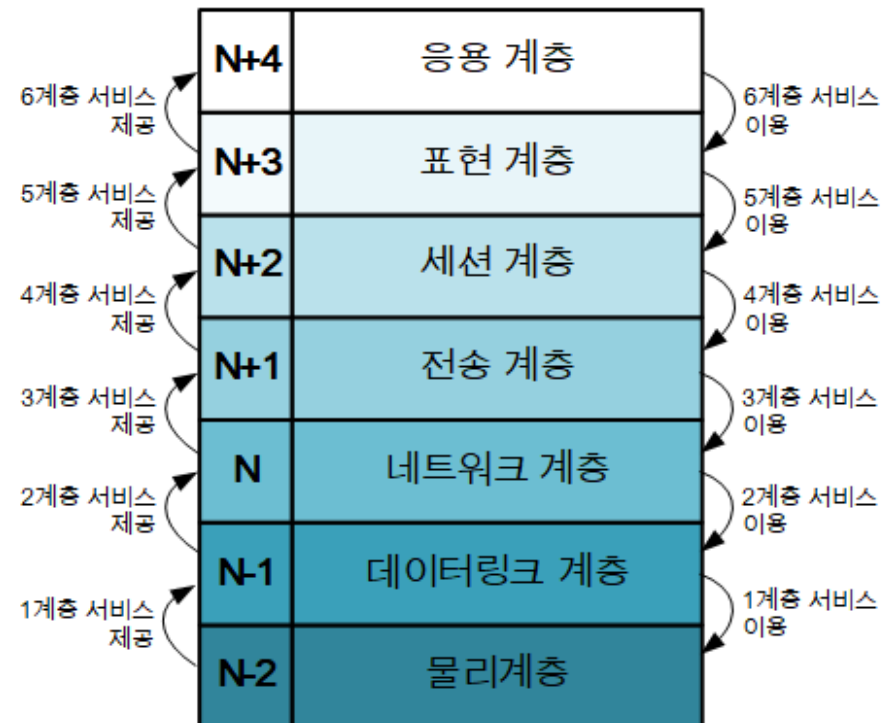 N+4 응용 계층
6계층 서비스
제공
6계층 서비스
이용
N+3 표현 계층
5계층 서비스
제공
5계층 서비스
이용
N+2 세션 계층
4계층 서비스
제공
4계층 서비스
이용
N+1 전송 계층
3계층 서비스
제공
3계층 서비스
이용
N 네트워크 계층
2계층 서비스
제공
2계층 서비스
이용
N-1 데이터링크 계층
1계층 서비스
제공
1계층 서비스
이용
N-2 물리계층